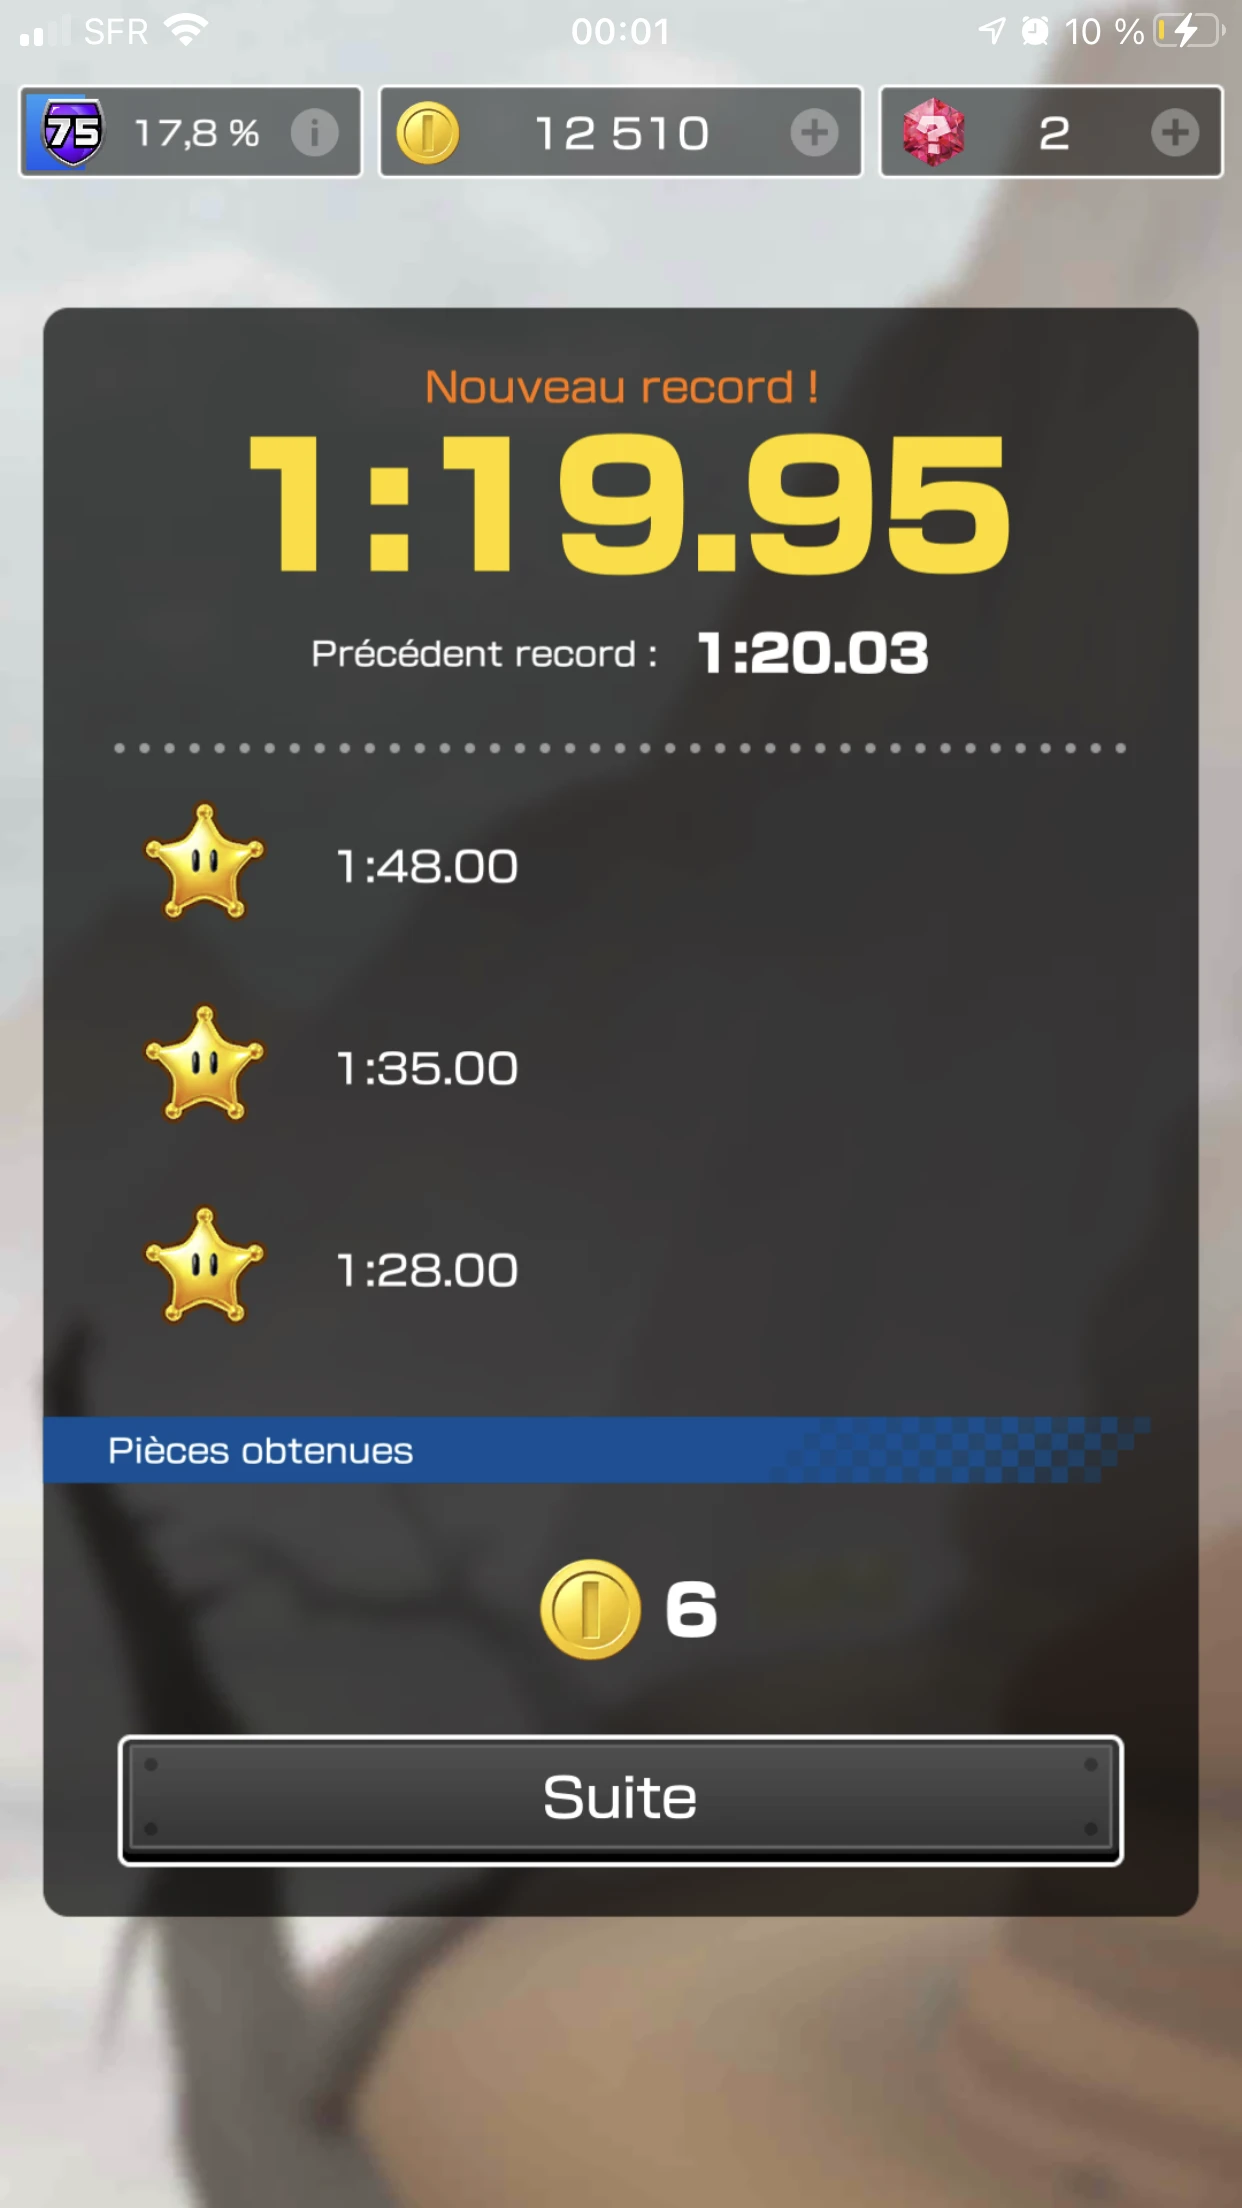 SFR 00:01 10 %
75 17,8 % i 12 510 + ? 2 +
Nouveau record !
1:19.95
Précédent record : 1:20.03
1:48.00
1:35.00
1:28.00
Pièces obtenues
6
Suite